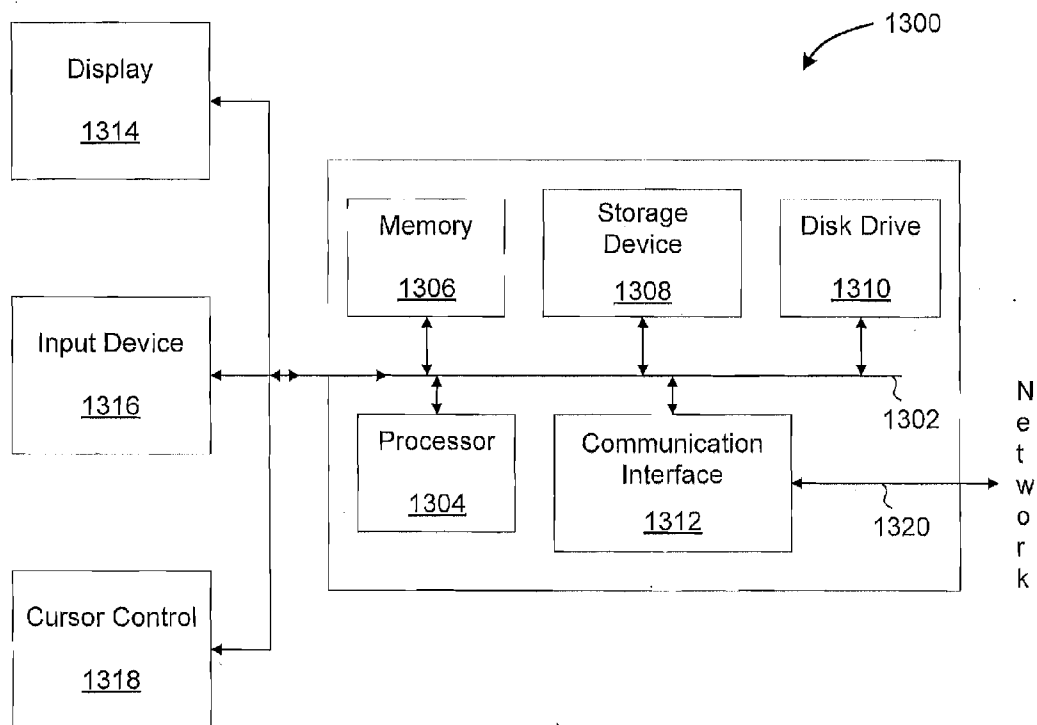 1300
Display
1314
Memory
1306
Storage
Device
1308
Disk Drive
1310
Input Device
1316
1302
Processor
1304
Communication
Interface
1312
1320
Network
Cursor Control
1318